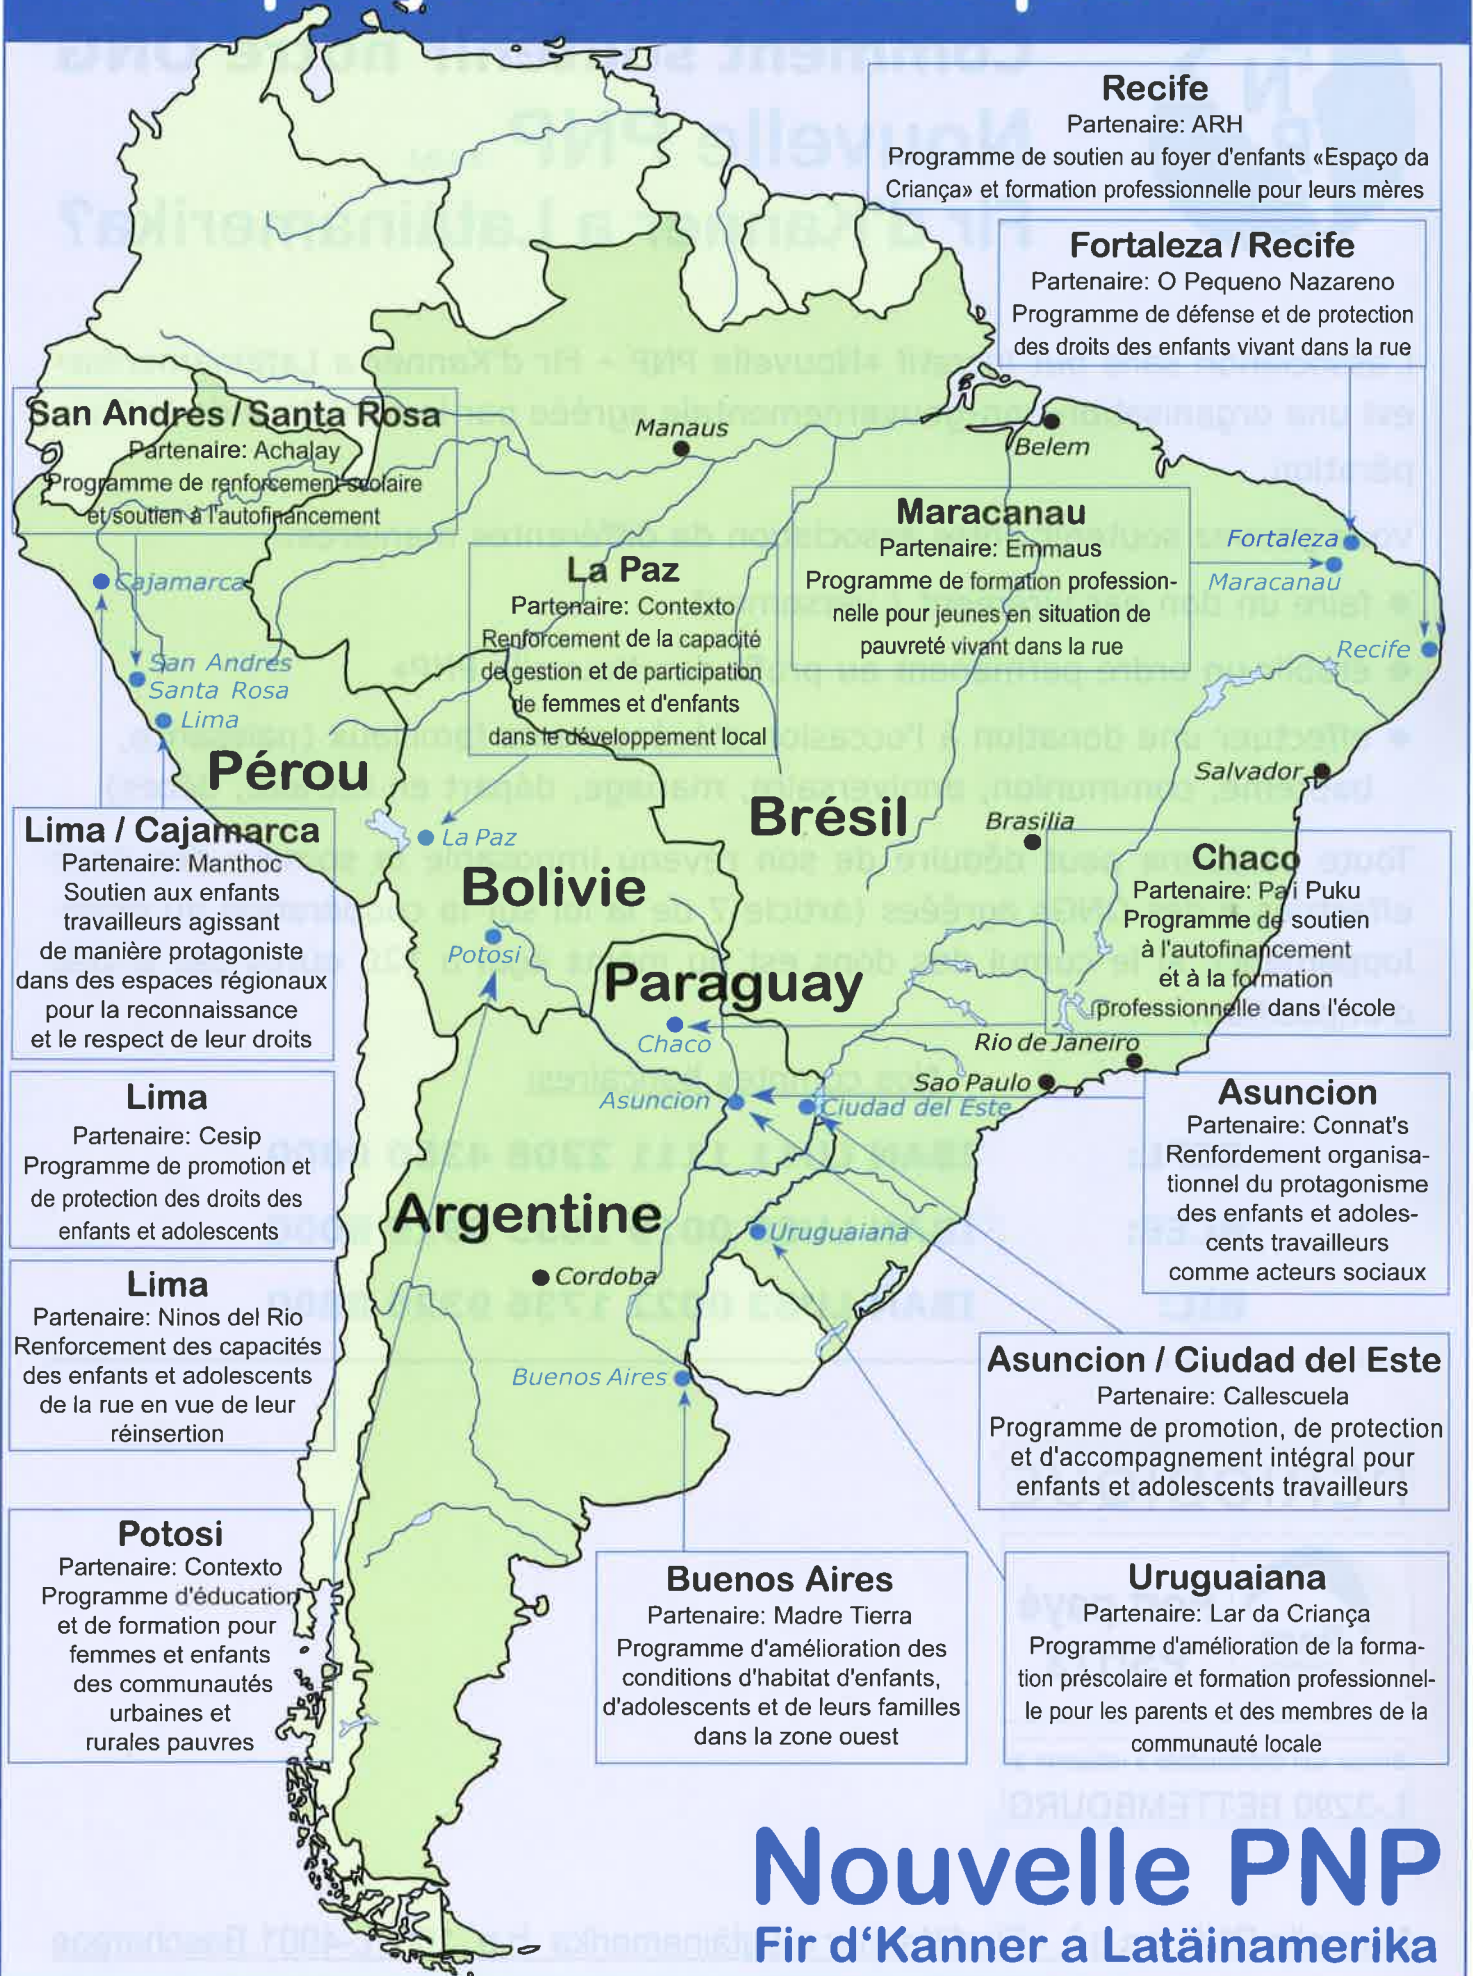 Recife
Partenaire: ARH
Programme de soutien au foyer d'enfants «Espaço da
Criança» et formation professionnelle pour leurs mères
Fortaleza / Recife
Partenaire: O Pequeno Nazareno
Programme de défense et de protection
des droits des enfants vivant dans la rue
San Andrès / Santa Rosa
Partenaire: Achalay
Programme de renforcement scolaire
et soutien à l'autofinancement
Manaus
Belem
Maracanau
Partenaire: Emmaus
Programme de formation profession-
nelle pour jeunes en situation de
pauvreté vivant dans la rue
Fortaleza
Maracanau
Recife
La Paz
Partenaire: Contexto
Renforcement de la capacité
de gestion et de participation
de femmes et d'enfants
dans le développement local
Cajamarca
San Andrés
Santa Rosa
Lima
Pérou
Salvador
Brésil
Brasilia
Lima / Cajamarca
Partenaire: Manthoc
Soutien aux enfants
travailleurs agissant
de manière protagoniste
dans des espaces régionaux
pour la reconnaissance
et le respect de leur droits
La Paz
Bolivie
Potosi
Chaco
Partenaire: Pa'i Puku
Programme de soutien
à l'autofinancement
et à la formation
professionnelle dans l'école
Paraguay
Chaco
Rio de Janeiro
Sao Paulo
Asuncion
Ciudad del Este
Lima
Partenaire: Cesip
Programme de promotion et
de protection des droits des
enfants et adolescents
Asuncion
Partenaire: Connat's
Renfordement organisa-
tionnel du protagonisme
des enfants et adoles-
cents travailleurs
comme acteurs sociaux
Argentine
Uruguaiana
Cordoba
Lima
Partenaire: Ninos del Rio
Renforcement des capacités
des enfants et adolescents
de la rue en vue de leur
réinsertion
Buenos Aires
Asuncion / Ciudad del Este
Partenaire: Callescuela
Programme de promotion, de protection
et d'accompagnement intégral pour
enfants et adolescents travailleurs
Potosi
Partenaire: Contexto
Programme d'éducation
et de formation pour
femmes et enfants
des communautés
urbaines et
rurales pauvres
Buenos Aires
Partenaire: Madre Tierra
Programme d'amélioration des
conditions d'habitat d'enfants,
d'adolescents et de leurs familles
dans la zone ouest
Uruguaiana
Partenaire: Lar da Criança
Programme d'amélioration de la forma-
tion préscolaire et formation professionnel-
le pour les parents et des membres de la
communauté locale
Nouvelle PNP
Fir d'Kanner a Latäinamerika